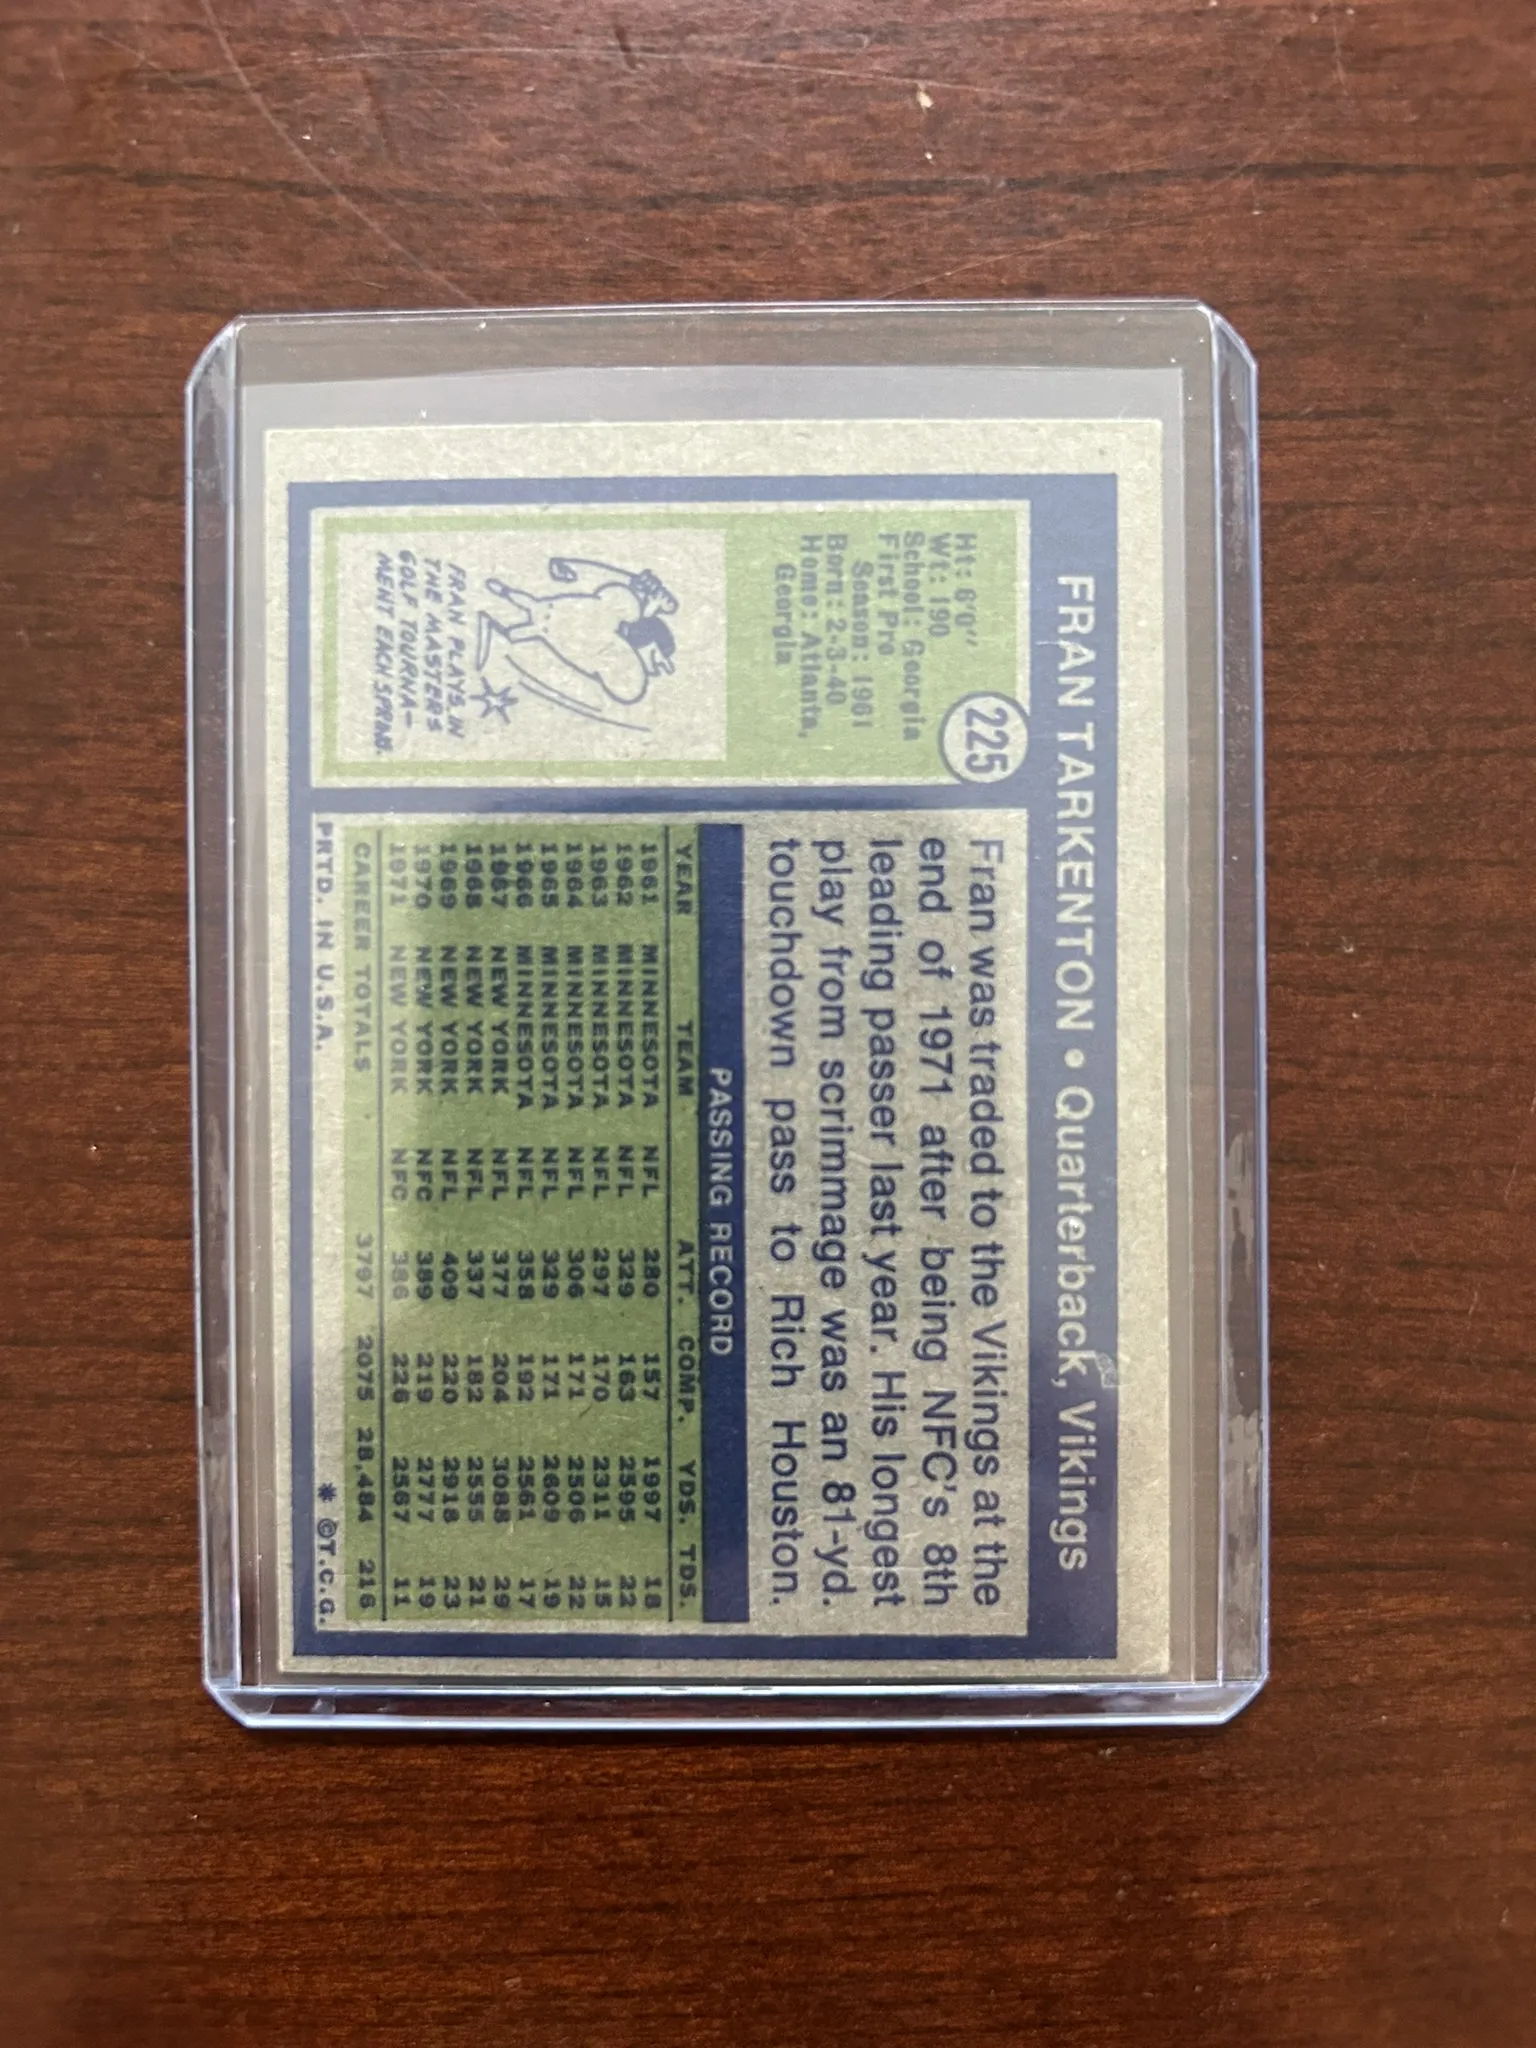 FRAN TARKENTON • Quarterback, Vikings
225
Ht: 6'0"
Wt: 190
School: Georgia
First Pro
Season: 1961
Born: 2-3-40
Home: Atlanta,
Georgia
FRAN PLAYS IN
THE MASTERS
GOLF TOURNA-
MENT EACH SPRING.
Fran was traded to the Vikings at the
end of 1971 after being NFC's 8th
leading passer last year. His longest
play from scrimmage was an 81-yd.
touchdown pass to Rich Houston.
PASSING RECORD
YEAR TEAM ATT. COMP. YDS. TDS.
1961 MINNESOTA NFL 280 157 1997 18
1962 MINNESOTA NFL 329 163 2595 22
1963 MINNESOTA NFL 297 170 2311 15
1964 MINNESOTA NFL 306 171 2506 22
1965 MINNESOTA NFL 329 171 2609 19
1966 MINNESOTA NFL 358 192 2561 17
1967 NEW YORK NFL 377 204 3088 29
1968 NEW YORK NFL 337 182 2555 21
1969 NEW YORK NFL 409 220 2918 23
1970 NEW YORK NFC 389 219 2777 19
1971 NEW YORK NFC 386 226 2567 11
CAREER TOTALS 3797 2075 28,484 216
PRTD. IN U.S.A. * ©T.C.G.